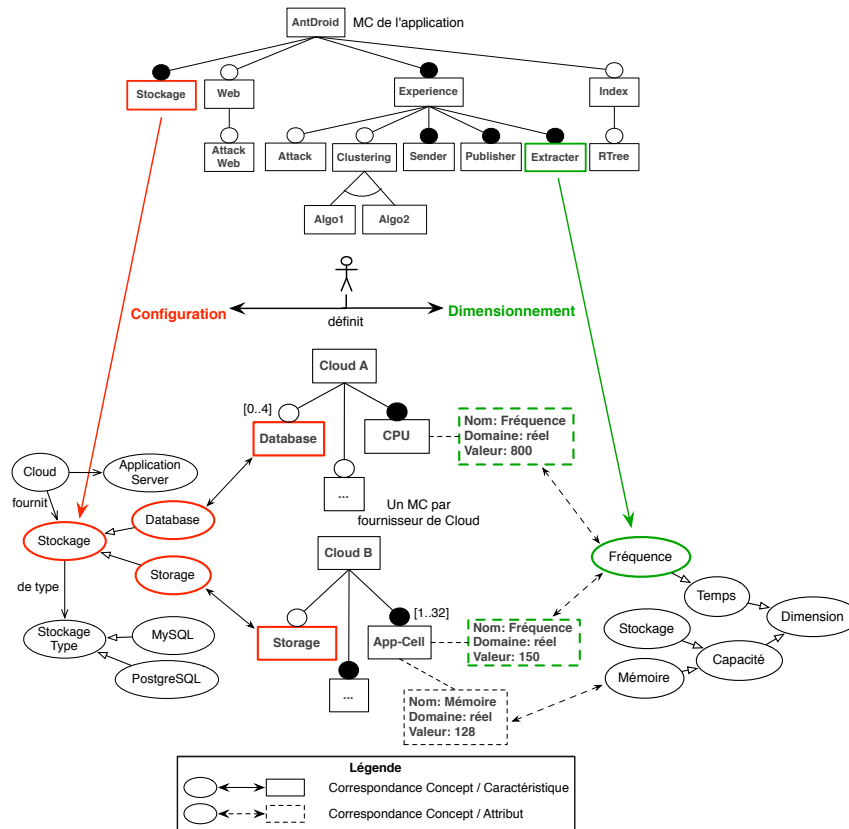 AntDroid
MC de l'application
Stockage
Web
Experience
Index
Attack
Web
Attack
Clustering
Sender
Publisher
Extracter
RTree
Algo1
Algo2
Configuration
Dimensionnement
définit
Cloud A
[0..4]
Database
CPU
Nom: Fréquence
Domaine: réel
Valeur: 800
Cloud
Application
Server
...
fournit
Un MC par
fournisseur de Cloud
Database
Stockage
Cloud B
Fréquence
Storage
de type
Temps
[1..32]
Dimension
Stockage
Type
MySQL
Storage
App-Cell
Nom: Fréquence
Domaine: réel
Valeur: 150
Stockage
Capacité
PostgreSQL
...
Mémoire
Nom: Mémoire
Domaine: réel
Valeur: 128
Légende
Correspondance Concept / Caractéristique
Correspondance Concept / Attribut